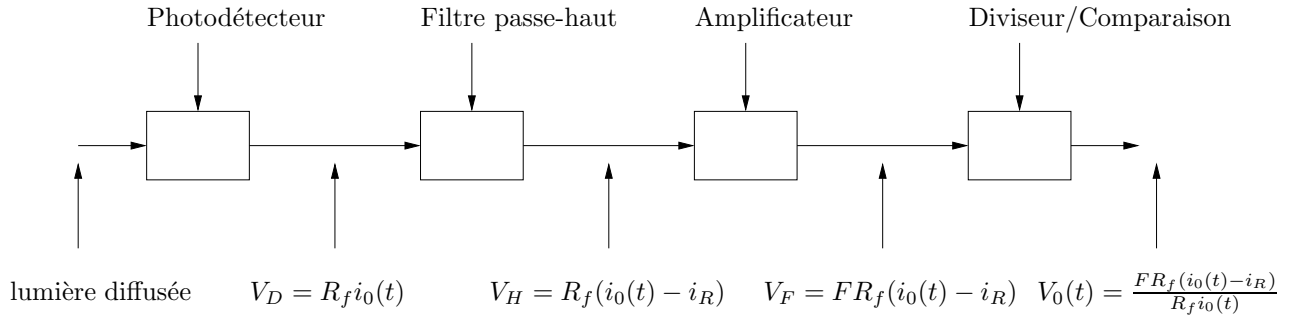 Photodétecteur Filtre passe-haut Amplificateur Diviseur/Comparaison
lumière diffusée $V_D = R_f i_0(t)$ $V_H = R_f(i_0(t) - i_R)$ $V_F = FR_f(i_0(t) - i_R)$ $V_0(t) = \frac{FR_f(i_0(t)-i_R)}{R_f i_0(t)}$